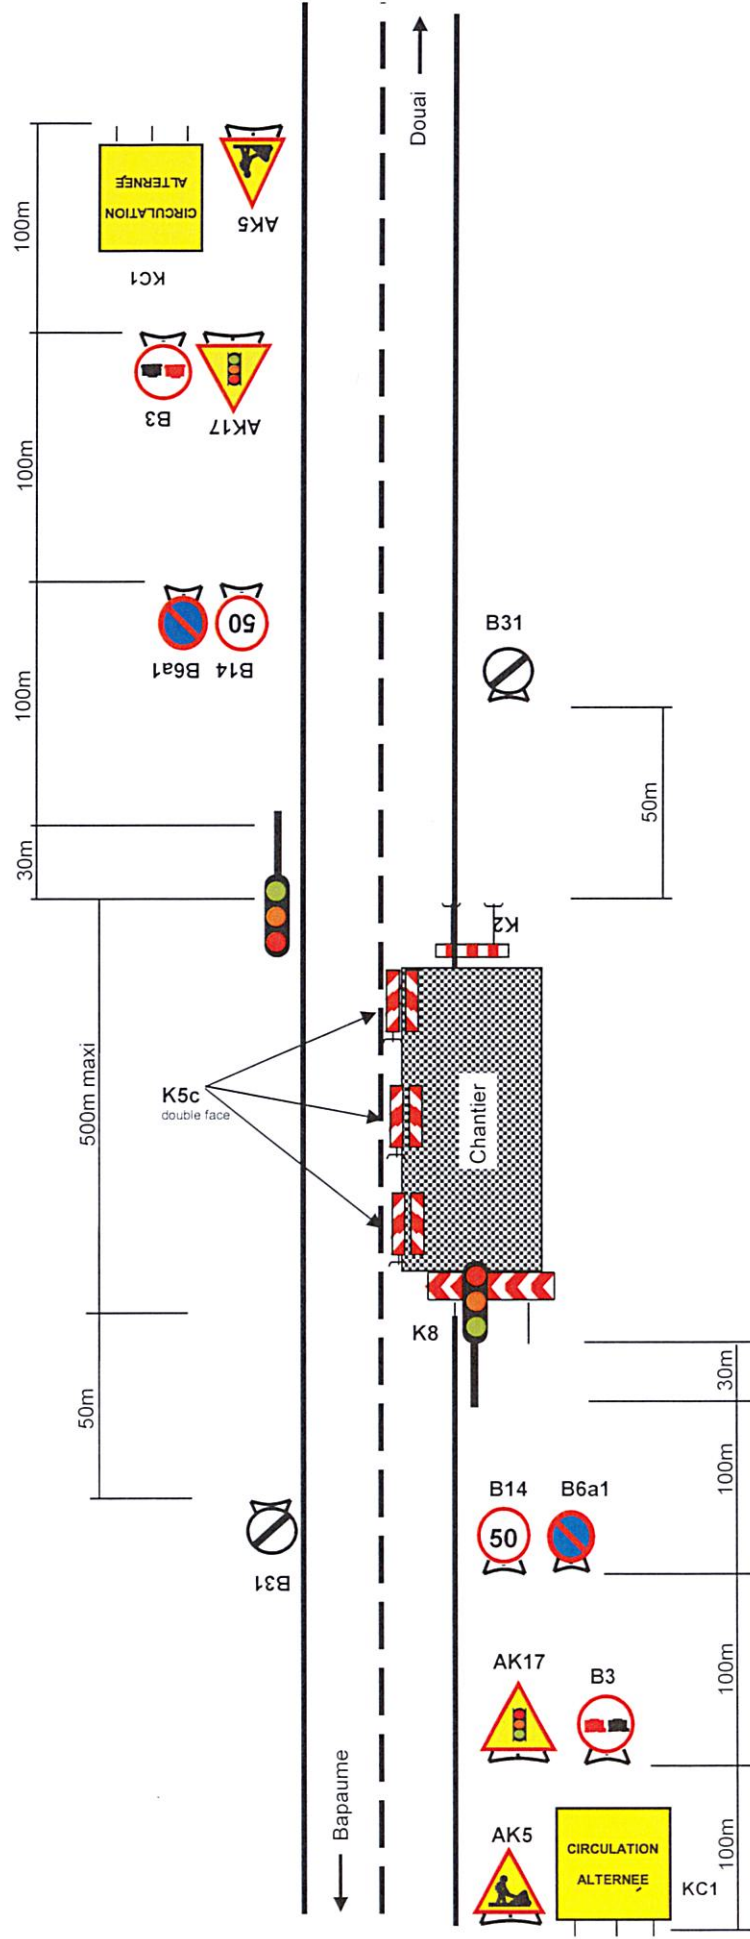 Douai
100m
CIRCULATION
ALTERNÉE
KC1
AK5
100m
B3
AK17
100m
B6a1
50
B14
B31
30m
50m
K2
500m maxi
K5c
double face
Chantier
K8
50m
30m
B31
100m
B14
B6a1
50
AK17
B3
100m
Bapaume
AK5
100m
CIRCULATION
ALTERNEÉ
KC1